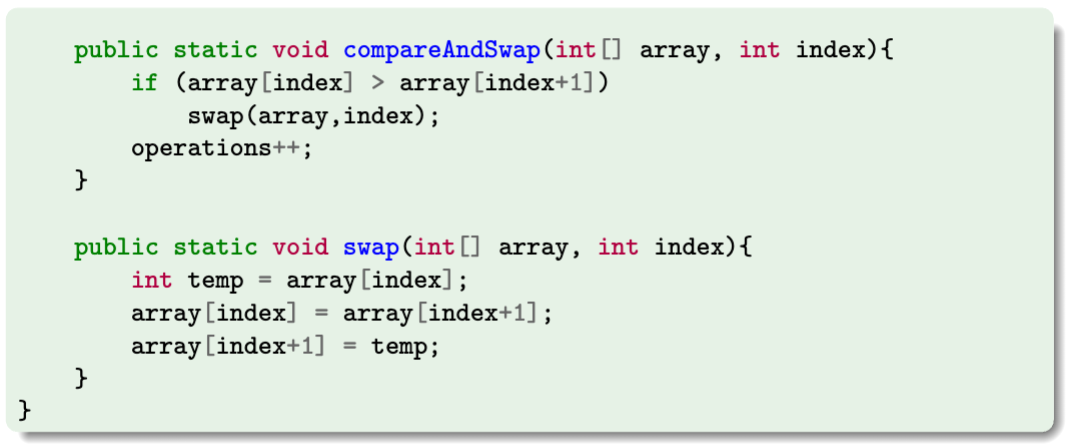 public static void compareAndSwap(int[] array, int index){
        if (array[index] > array[index+1])
            swap(array,index);
        operations++;
    }

    public static void swap(int[] array, int index){
        int temp = array[index];
        array[index] = array[index+1];
        array[index+1] = temp;
    }
}